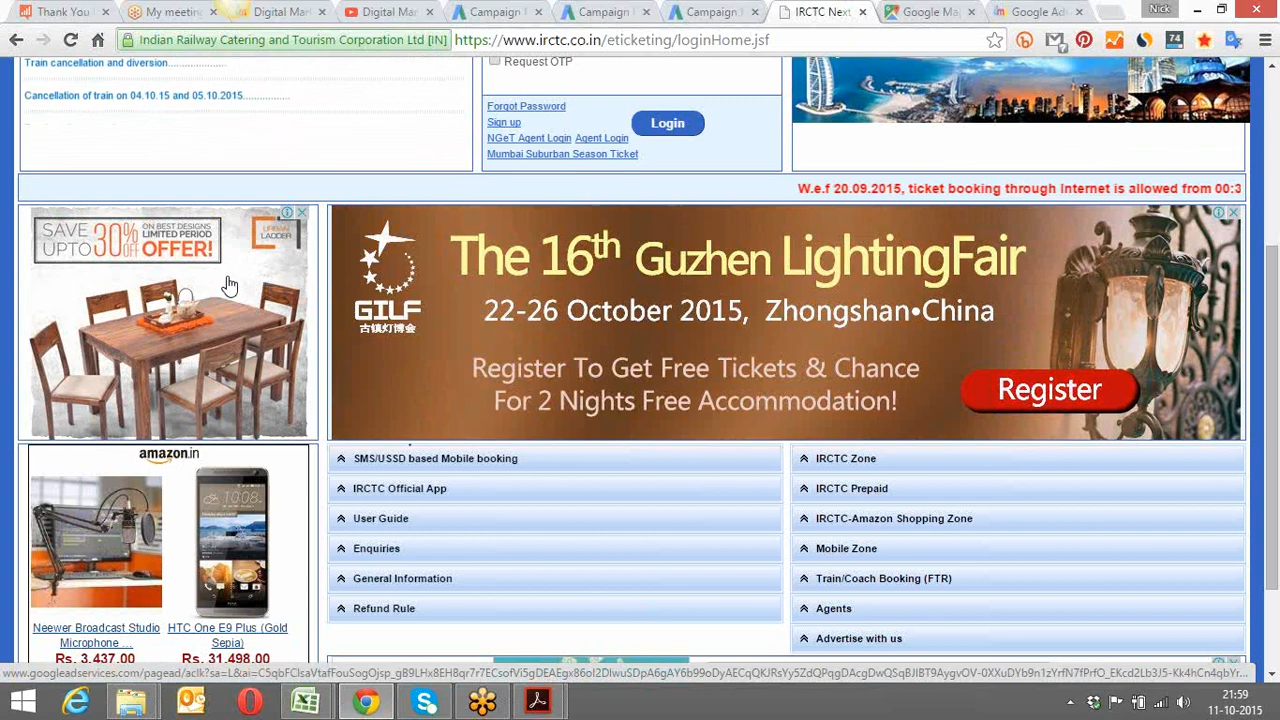 Thank You
My meeting
Digital Mar
Digital Mar
Campaign
Campaign
Campaign
IRCTC Next
Google Ma
Google Ad
Nick
Indian Railway Catering and Tourism Corporation Ltd [IN]
https://www.irctc.co.in/eticketing/loginHome.jsf
74
Train cancellation and diversion....................
Cancellation of train on 04.10.15 and 05.10.2015................
Request OTP
Forgot Password
Sign up
Login
NGeT Agent Login Agent Login
Mumbai Suburban Season Ticket
W.e.f 20.09.2015, ticket booking through Internet is allowed from 00:3
SAVE UPTO 30% OFF
ON BEST DESIGNS
LIMITED PERIOD
OFFER!
URBAN
LADDER
GILF
古镇灯博会
The 16th Guzhen LightingFair
22-26 October 2015, Zhongshan•China
Register To Get Free Tickets & Chance
For 2 Nights Free Accommodation!
Register
amazon.in
Neewer Broadcast Studio
Microphone ...
Rs. 3,437.00
HTC One E9 Plus (Gold
Sepia)
Rs. 31,498.00
SMS/USSD based Mobile booking
IRCTC Official App
User Guide
Enquiries
General Information
Refund Rule
IRCTC Zone
IRCTC Prepaid
IRCTC-Amazon Shopping Zone
Mobile Zone
Train/Coach Booking (FTR)
Agents
Advertise with us
21:59
11-10-2015